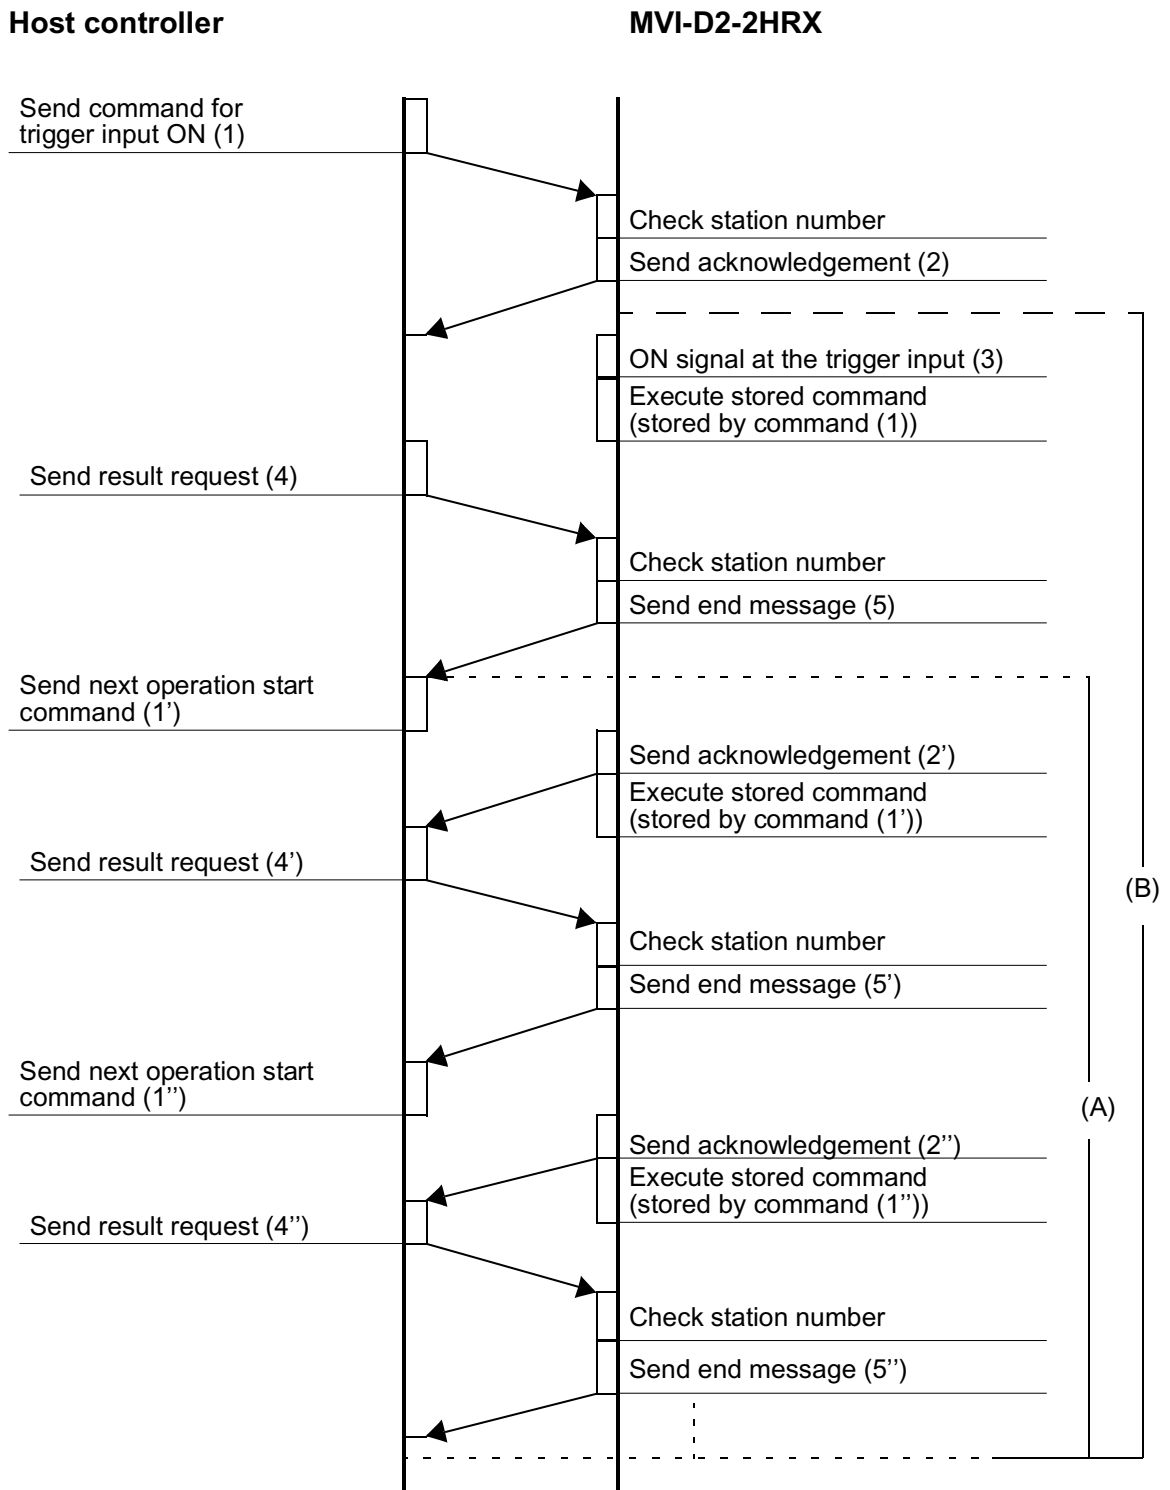 Host controller
MVI-D2-2HRX
Send command for
trigger input ON (1)
Check station number
Send acknowledgement (2)
ON signal at the trigger input (3)
Execute stored command
(stored by command (1))
Send result request (4)
Check station number
Send end message (5)
Send next operation start
command (1’)
Send acknowledgement (2’)
Execute stored command
(stored by command (1’))
Send result request (4’)
(B)
Check station number
Send end message (5’)
Send next operation start
command (1’’)
(A)
Send acknowledgement (2’’)
Execute stored command
(stored by command (1’’))
Send result request (4’’)
Check station number
Send end message (5’’)